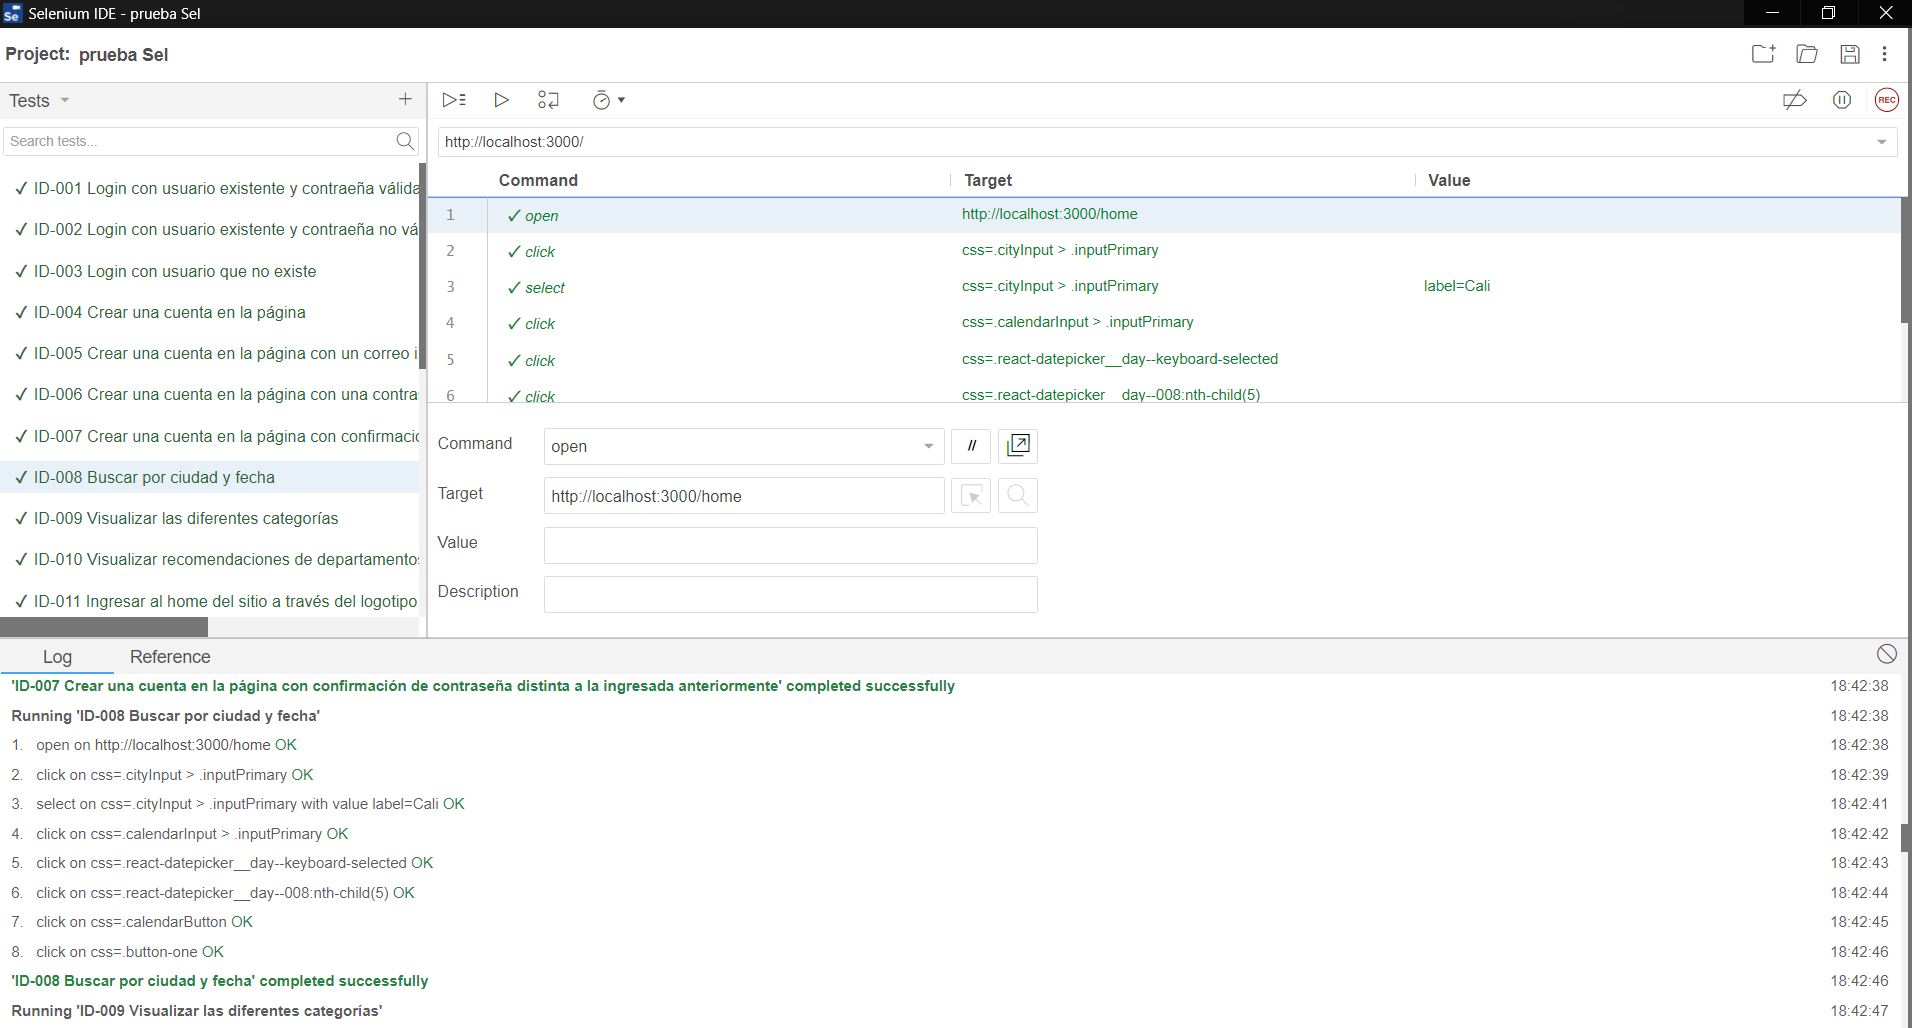 Selenium IDE - prueba Sel
Project: prueba Sel
Tests
Search tests...
ID-001 Login con usuario existente y contraeña válida
ID-002 Login con usuario existente y contraeña no vá
ID-003 Login con usuario que no existe
ID-004 Crear una cuenta en la página
ID-005 Crear una cuenta en la página con un correo i
ID-006 Crear una cuenta en la página con una contra
ID-007 Crear una cuenta en la página con confirmació
ID-008 Buscar por ciudad y fecha
ID-009 Visualizar las diferentes categorías
ID-010 Visualizar recomendaciones de departamentos
ID-011 Ingresar al home del sitio a través del logotipo
REC
http://localhost:3000/
Command Target Value
1 open http://localhost:3000/home
2 click css=.cityInput > .inputPrimary
3 select css=.cityInput > .inputPrimary label=Cali
4 click css=.calendarInput > .inputPrimary
5 click css=.react-datepicker__day--keyboard-selected
6 click css=.react-datepicker__day--008:nth-child(5)
Command open //
Target http://localhost:3000/home
Value
Description
Log Reference
'ID-007 Crear una cuenta en la página con confirmación de contraseña distinta a la ingresada anteriormente' completed successfully 18:42:38
Running 'ID-008 Buscar por ciudad y fecha' 18:42:38
1. open on http://localhost:3000/home OK 18:42:38
2. click on css=.cityInput > .inputPrimary OK 18:42:39
3. select on css=.cityInput > .inputPrimary with value label=Cali OK 18:42:41
4. click on css=.calendarInput > .inputPrimary OK 18:42:42
5. click on css=.react-datepicker__day--keyboard-selected OK 18:42:43
6. click on css=.react-datepicker__day--008:nth-child(5) OK 18:42:44
7. click on css=.calendarButton OK 18:42:45
8. click on css=.button-one OK 18:42:46
'ID-008 Buscar por ciudad y fecha' completed successfully 18:42:46
Running 'ID-009 Visualizar las diferentes categorías' 18:42:47